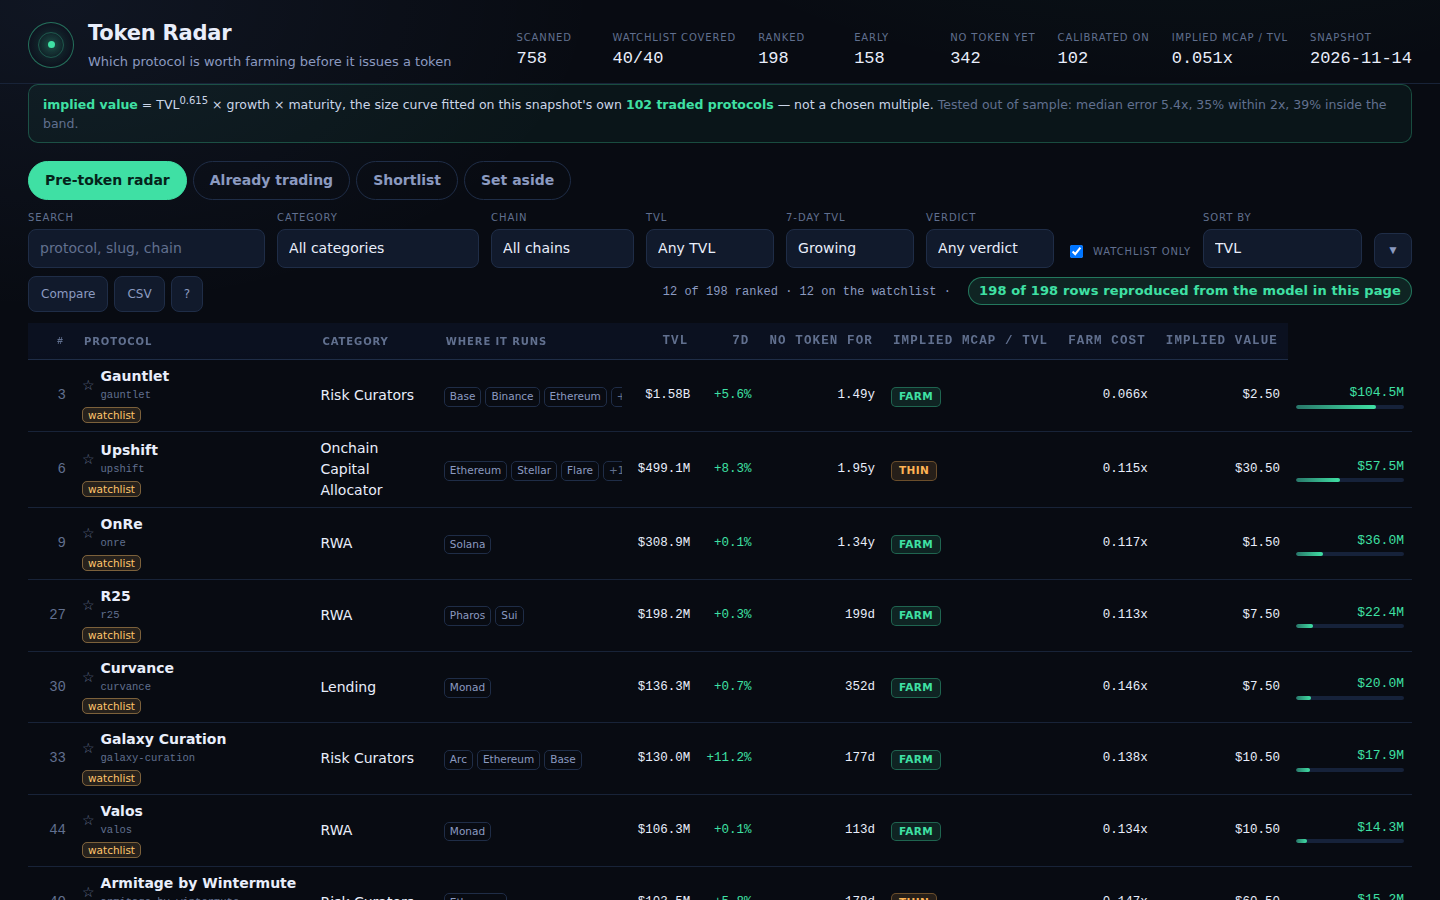 Token Radar
Which protocol is worth farming before it issues a token
SCANNED
758
WATCHLIST COVERED
40/40
RANKED
198
EARLY
158
NO TOKEN YET
342
CALIBRATED ON
102
IMPLIED MCAP / TVL
0.051x
SNAPSHOT
2026-11-14
implied value = TVL0.615 × growth × maturity, the size curve fitted on this snapshot's own 102 traded protocols — not a chosen multiple. Tested out of sample: median error 5.4x, 35% within 2x, 39% inside the
band.
Pre-token radar Already trading Shortlist Set aside
SEARCH CATEGORY CHAIN TVL 7-DAY TVL VERDICT SORT BY
protocol, slug, chain All categories All chains Any TVL Growing Any verdict WATCHLIST ONLY TVL ▼
Compare CSV ? 12 of 198 ranked · 12 on the watchlist · 198 of 198 rows reproduced from the model in this page
# PROTOCOL CATEGORY WHERE IT RUNS TVL 7D NO TOKEN FOR IMPLIED MCAP / TVL FARM COST IMPLIED VALUE
3 ☆ Gauntlet
gauntlet
watchlist
Risk Curators Base Binance Ethereum + $1.58B +5.6% 1.49y FARM 0.066x $2.50 $104.5M
6 ☆ Upshift
upshift
watchlist
Onchain
Capital
Allocator
Ethereum Stellar Flare +1 $499.1M +8.3% 1.95y THIN 0.115x $30.50 $57.5M
9 ☆ OnRe
onre
watchlist
RWA Solana $308.9M +0.1% 1.34y FARM 0.117x $1.50 $36.0M
27 ☆ R25
r25
watchlist
RWA Pharos Sui $198.2M +0.3% 199d FARM 0.113x $7.50 $22.4M
30 ☆ Curvance
curvance
watchlist
Lending Monad $136.3M +0.7% 352d FARM 0.146x $7.50 $20.0M
33 ☆ Galaxy Curation
galaxy-curation
watchlist
Risk Curators Arc Ethereum Base $130.0M +11.2% 177d FARM 0.138x $10.50 $17.9M
44 ☆ Valos
valos
watchlist
RWA Monad $106.3M +0.1% 113d FARM 0.134x $10.50 $14.3M
☆ Armitage by Wintermute